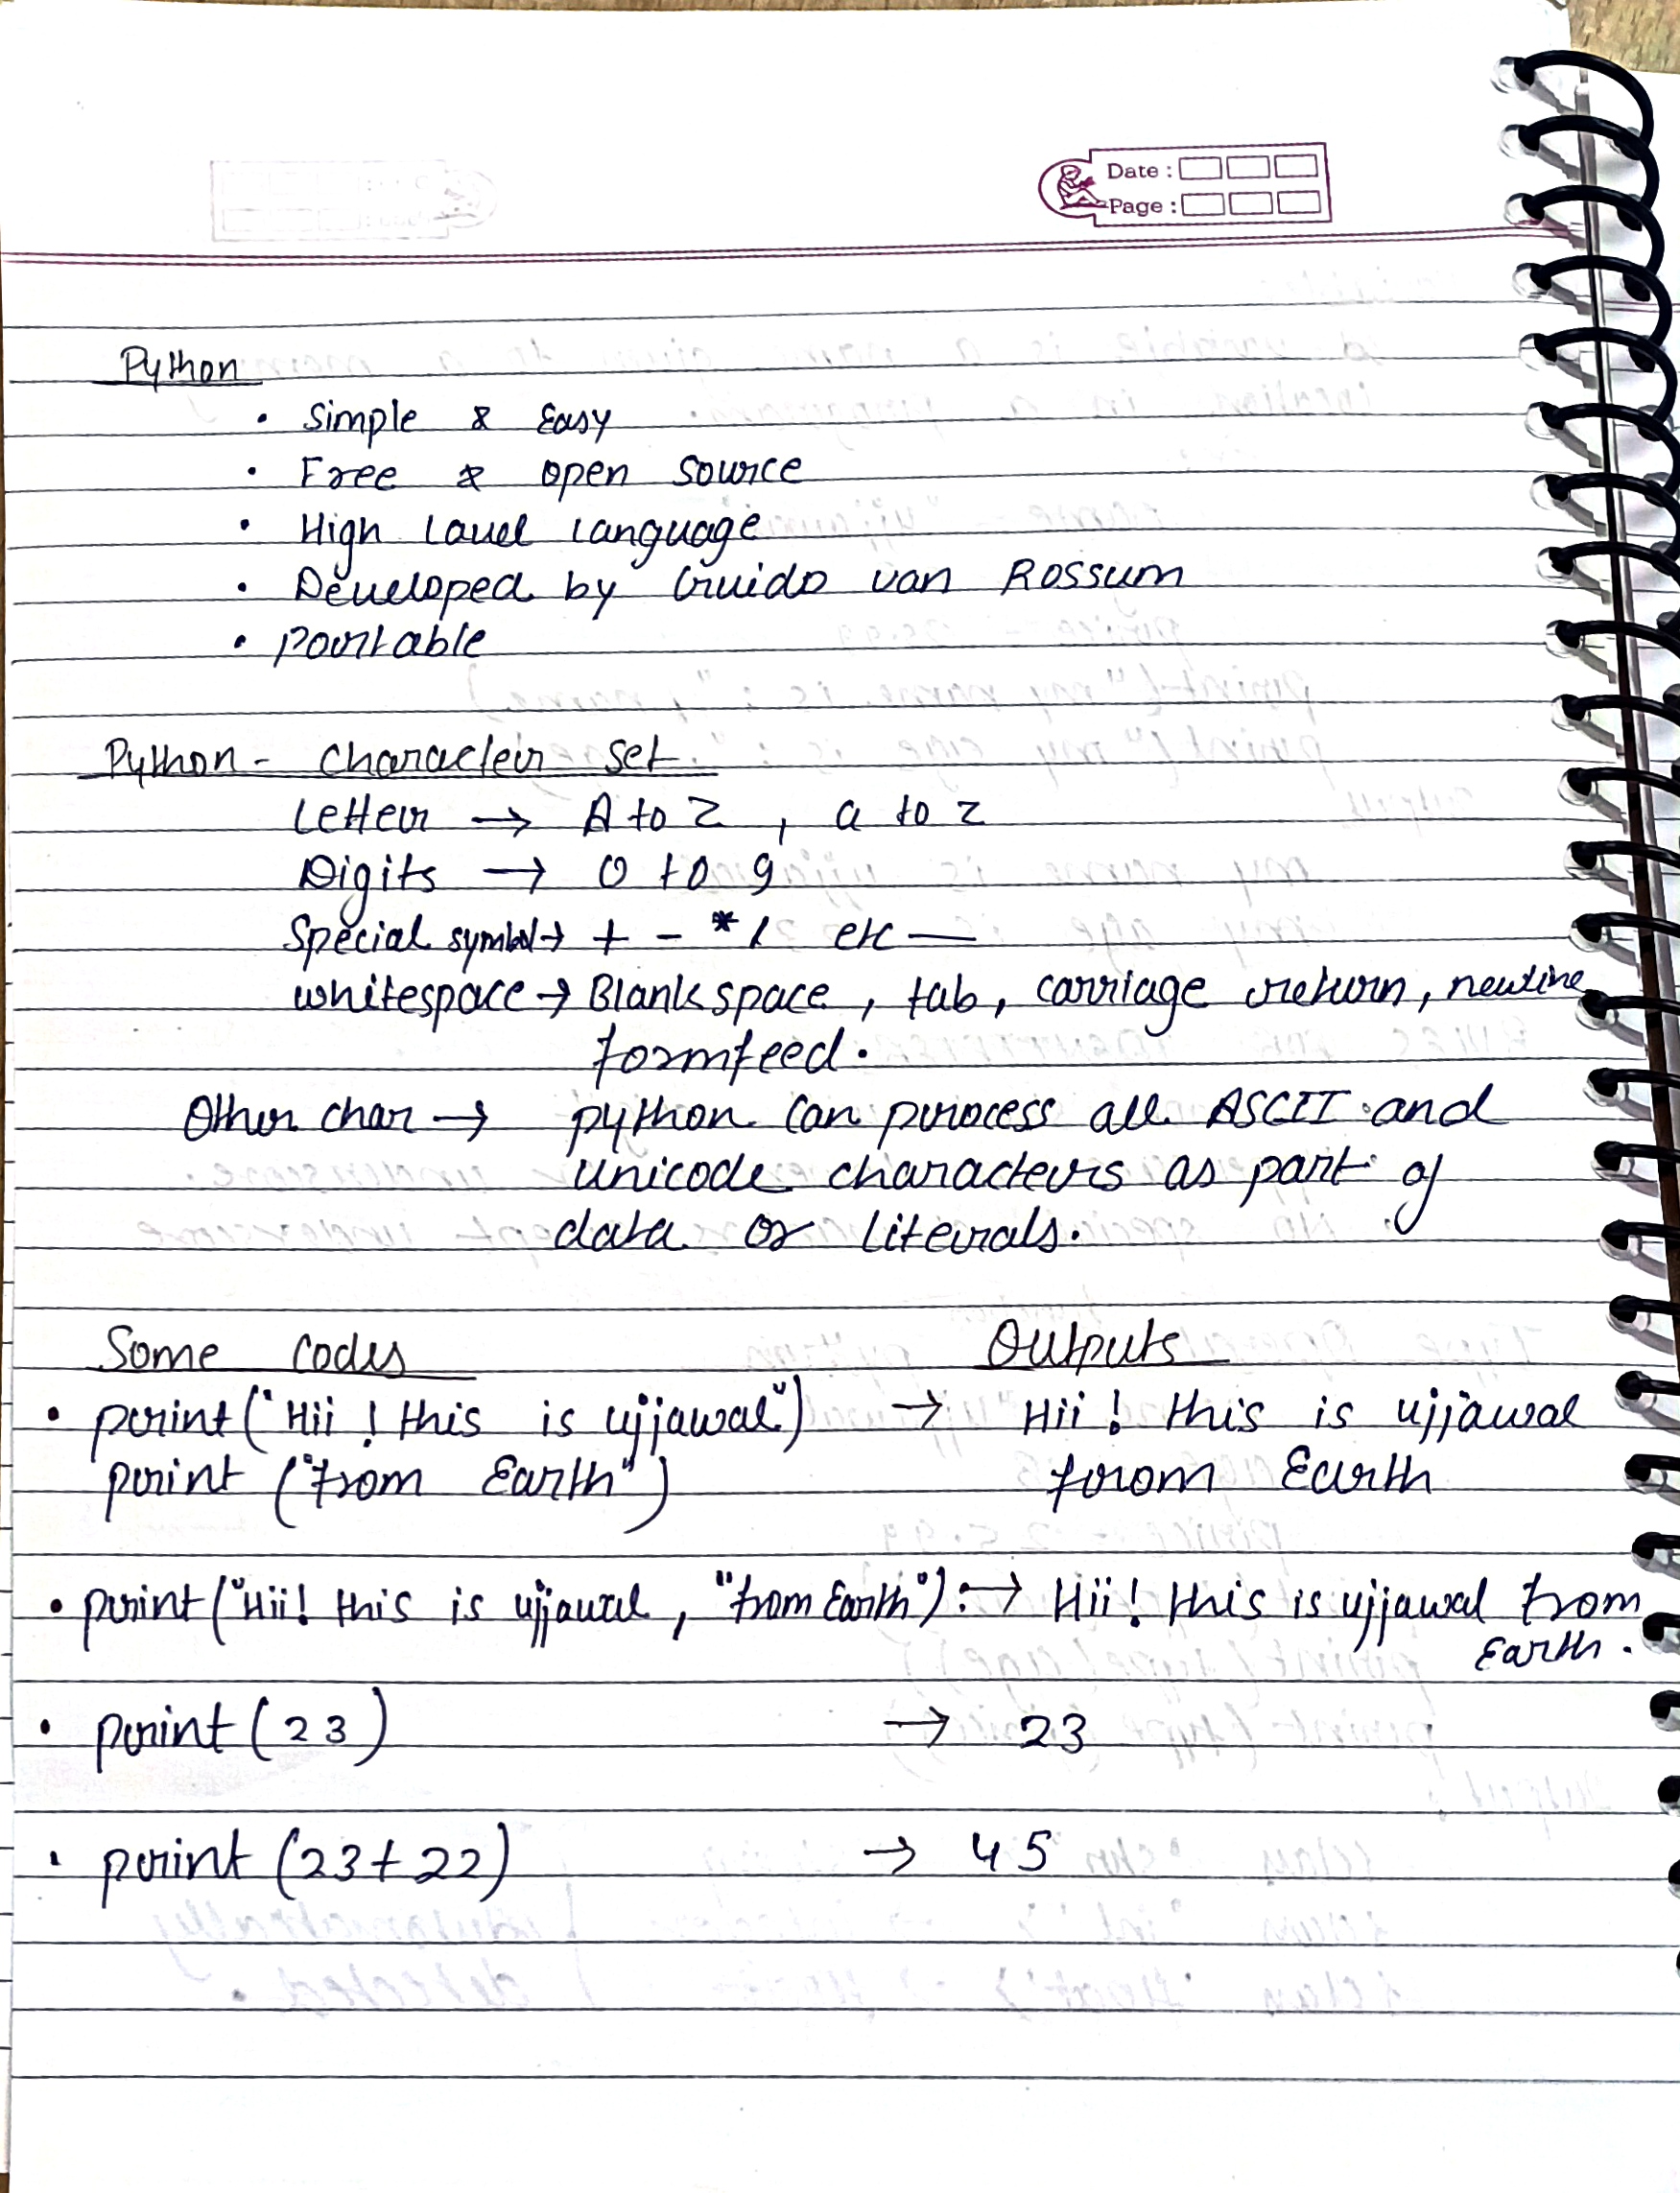 Date :
Page :
Python
• Simple & Easy
• Free & open source
• High Lavel language
• Developed by Guido van Rossum
• Portable
Python - character set
Letter → A to Z , a to z
Digits → 0 to 9
Special symbol → + - * / etc —
whitespace → Blank space , tab, carriage return, newline
formfeed.
Other char → python can process all ASCII and
unicode characters as part of
data or literals.
Some codes Outputs
• print("Hii ! this is ujjawal") → Hii ! this is ujjawal
print ("from Earth") from Earth
• print("Hii! this is ujjawal , "from Earth") :→ Hii! this is ujjawal from
Earth.
• print (23) → 23
• print (23+22) → 45